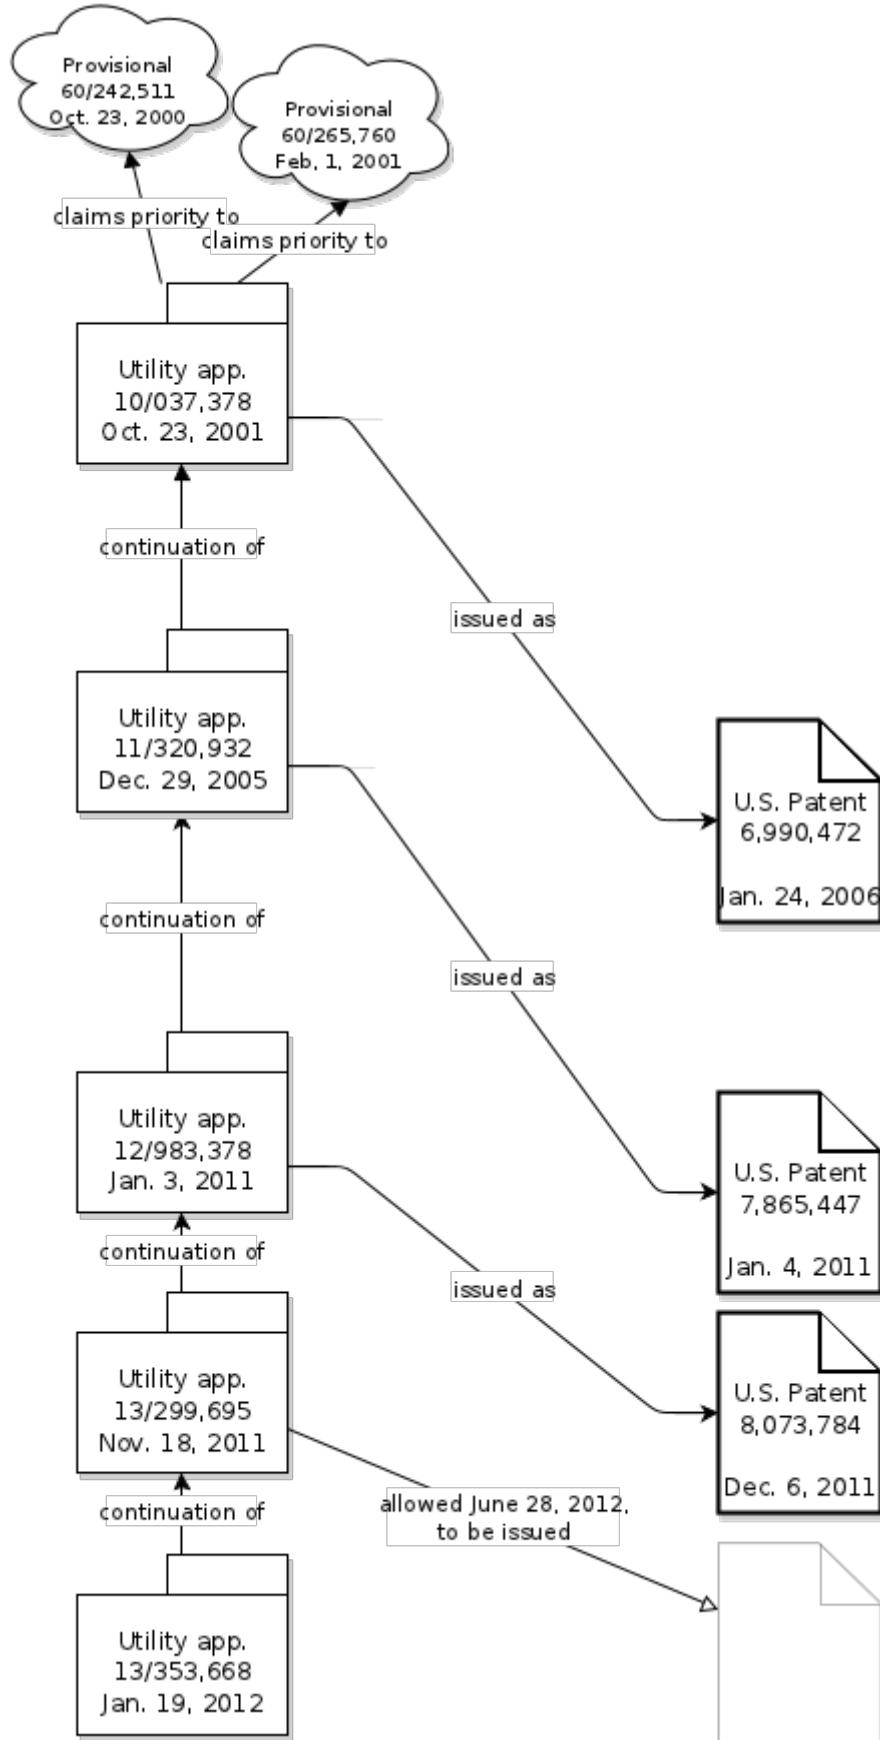 Provisional
60/242,511
Oct. 23, 2000
Provisional
60/265,760
Feb, 1, 2001
claims priority to
claims priority to
Utility app.
10/037,378
Oct. 23, 2001
continuation of
issued as
Utility app.
11/320,932
Dec. 29, 2005
U.S. Patent
6,990,472
Jan. 24, 2006
continuation of
issued as
Utility app.
12/983,378
Jan. 3, 2011
U.S. Patent
7,865,447
Jan. 4, 2011
continuation of
issued as
Utility app.
13/299,695
Nov. 18, 2011
U.S. Patent
8,073,784
Dec. 6, 2011
continuation of
allowed June 28, 2012,
to be issued
Utility app.
13/353,668
Jan. 19, 2012